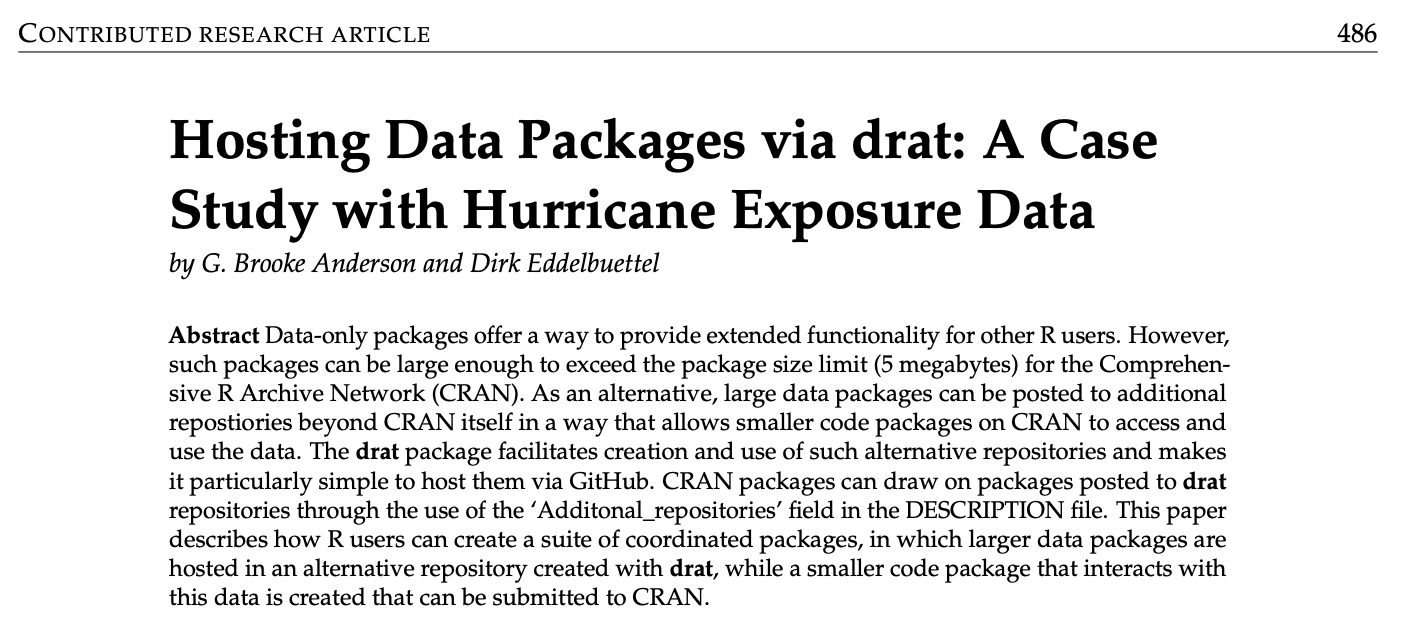 CONTRIBUTED RESEARCH ARTICLE 486
Hosting Data Packages via drat: A Case
Study with Hurricane Exposure Data
by G. Brooke Anderson and Dirk Eddelbuettel
Abstract Data-only packages offer a way to provide extended functionality for other R users. However,
such packages can be large enough to exceed the package size limit (5 megabytes) for the Comprehen-
sive R Archive Network (CRAN). As an alternative, large data packages can be posted to additional
repostiories beyond CRAN itself in a way that allows smaller code packages on CRAN to access and
use the data. The drat package facilitates creation and use of such alternative repositories and makes
it particularly simple to host them via GitHub. CRAN packages can draw on packages posted to drat
repositories through the use of the ‘Additonal_repositories’ field in the DESCRIPTION file. This paper
describes how R users can create a suite of coordinated packages, in which larger data packages are
hosted in an alternative repository created with drat, while a smaller code package that interacts with
this data is created that can be submitted to CRAN.